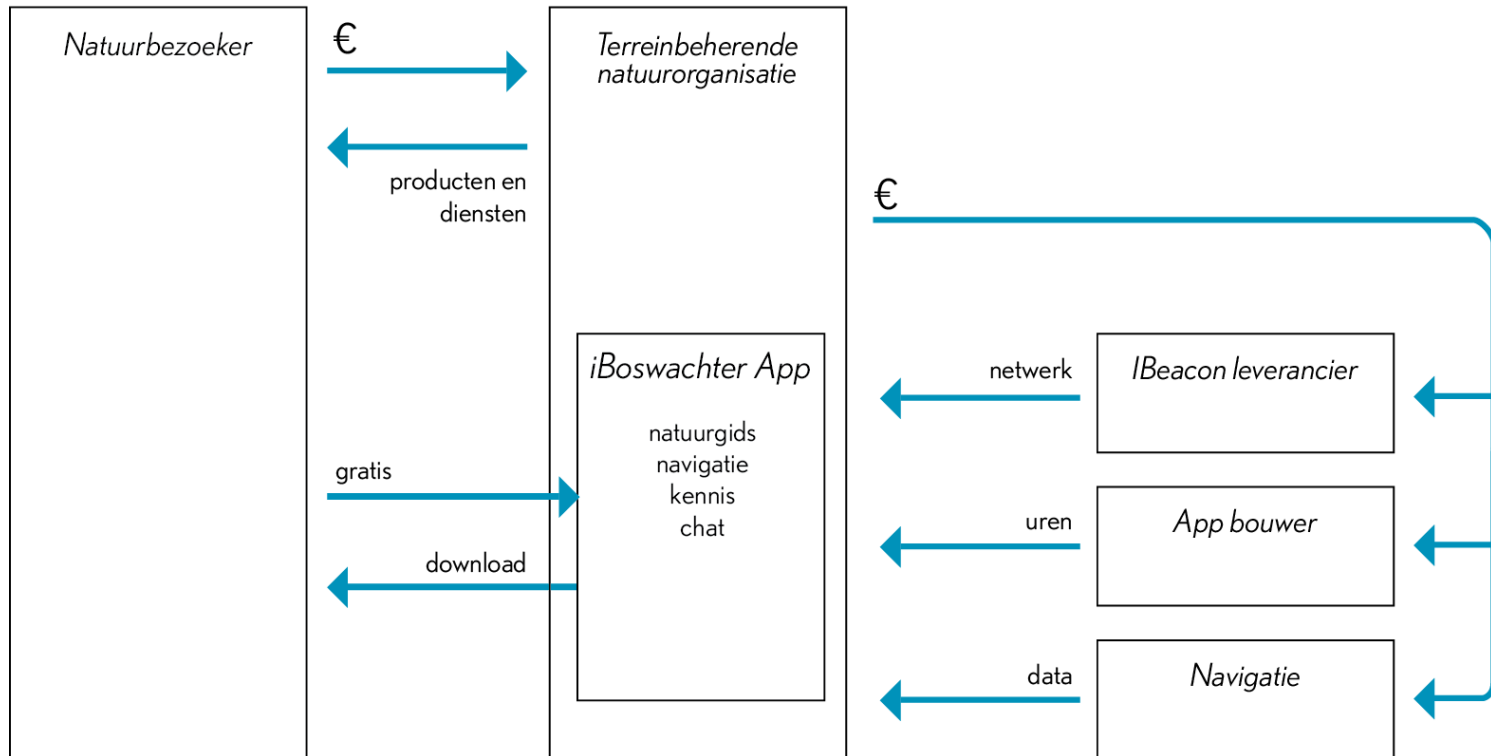 Natuurbezoeker
€
producten en
diensten
gratis
download
Terreinbeherende
natuurorganisatie
iBoswachter App
natuurgids
navigatie
kennis
chat
€
netwerk
IBeacon leverancier
uren
App bouwer
data
Navigatie